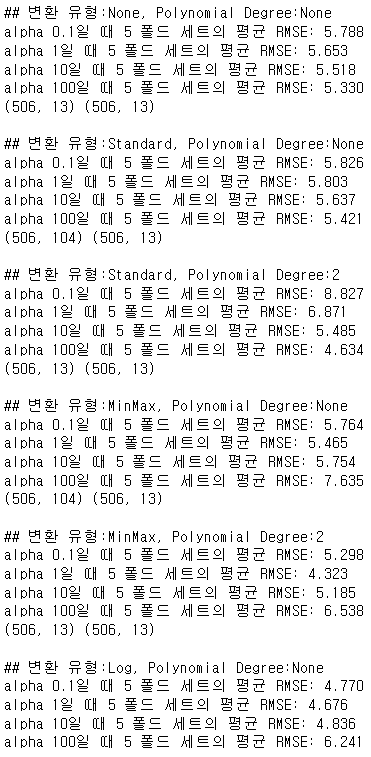 ## 변환 유형:None, Polynomial Degree:None
alpha 0.1일 때 5 폴드 세트의 평균 RMSE: 5.788
alpha 1일 때 5 폴드 세트의 평균 RMSE: 5.653
alpha 10일 때 5 폴드 세트의 평균 RMSE: 5.518
alpha 100일 때 5 폴드 세트의 평균 RMSE: 5.330
(506, 13) (506, 13)
## 변환 유형:Standard, Polynomial Degree:None
alpha 0.1일 때 5 폴드 세트의 평균 RMSE: 5.826
alpha 1일 때 5 폴드 세트의 평균 RMSE: 5.803
alpha 10일 때 5 폴드 세트의 평균 RMSE: 5.637
alpha 100일 때 5 폴드 세트의 평균 RMSE: 5.421
(506, 104) (506, 13)
## 변환 유형:Standard, Polynomial Degree:2
alpha 0.1일 때 5 폴드 세트의 평균 RMSE: 8.827
alpha 1일 때 5 폴드 세트의 평균 RMSE: 6.871
alpha 10일 때 5 폴드 세트의 평균 RMSE: 5.485
alpha 100일 때 5 폴드 세트의 평균 RMSE: 4.634
(506, 13) (506, 13)
## 변환 유형:MinMax, Polynomial Degree:None
alpha 0.1일 때 5 폴드 세트의 평균 RMSE: 5.764
alpha 1일 때 5 폴드 세트의 평균 RMSE: 5.465
alpha 10일 때 5 폴드 세트의 평균 RMSE: 5.754
alpha 100일 때 5 폴드 세트의 평균 RMSE: 7.635
(506, 104) (506, 13)
## 변환 유형:MinMax, Polynomial Degree:2
alpha 0.1일 때 5 폴드 세트의 평균 RMSE: 5.298
alpha 1일 때 5 폴드 세트의 평균 RMSE: 4.323
alpha 10일 때 5 폴드 세트의 평균 RMSE: 5.185
alpha 100일 때 5 폴드 세트의 평균 RMSE: 6.538
(506, 13) (506, 13)
## 변환 유형:Log, Polynomial Degree:None
alpha 0.1일 때 5 폴드 세트의 평균 RMSE: 4.770
alpha 1일 때 5 폴드 세트의 평균 RMSE: 4.676
alpha 10일 때 5 폴드 세트의 평균 RMSE: 4.836
alpha 100일 때 5 폴드 세트의 평균 RMSE: 6.241